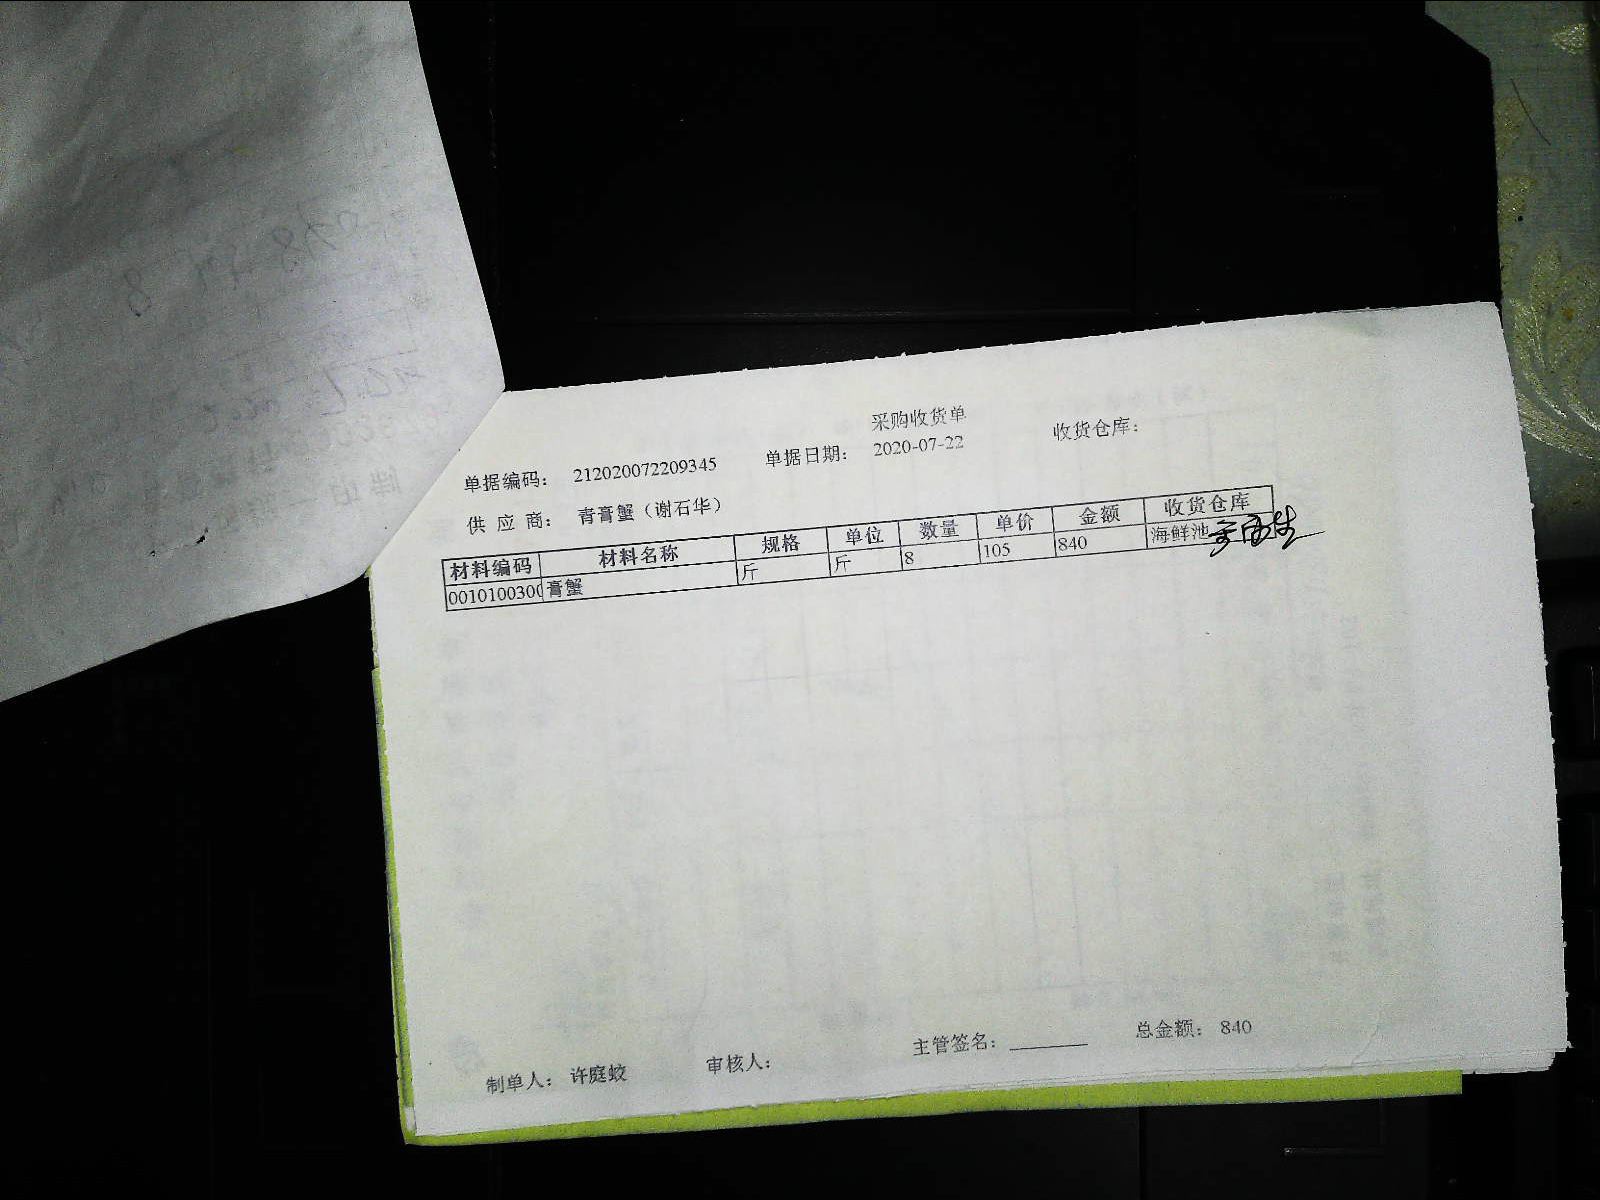 采购收货单
单据编码： 212020072209345 单据日期： 2020-07-22 收货仓库：
供 应 商： 青膏蟹（谢石华）
材料编码 材料名称 规格 单位 数量 单价 金额 收货仓库
0010100300 膏蟹 斤 斤 8 105 840 海鲜池
制单人： 许庭蛟 审核人： 主管签名： 总金额： 840